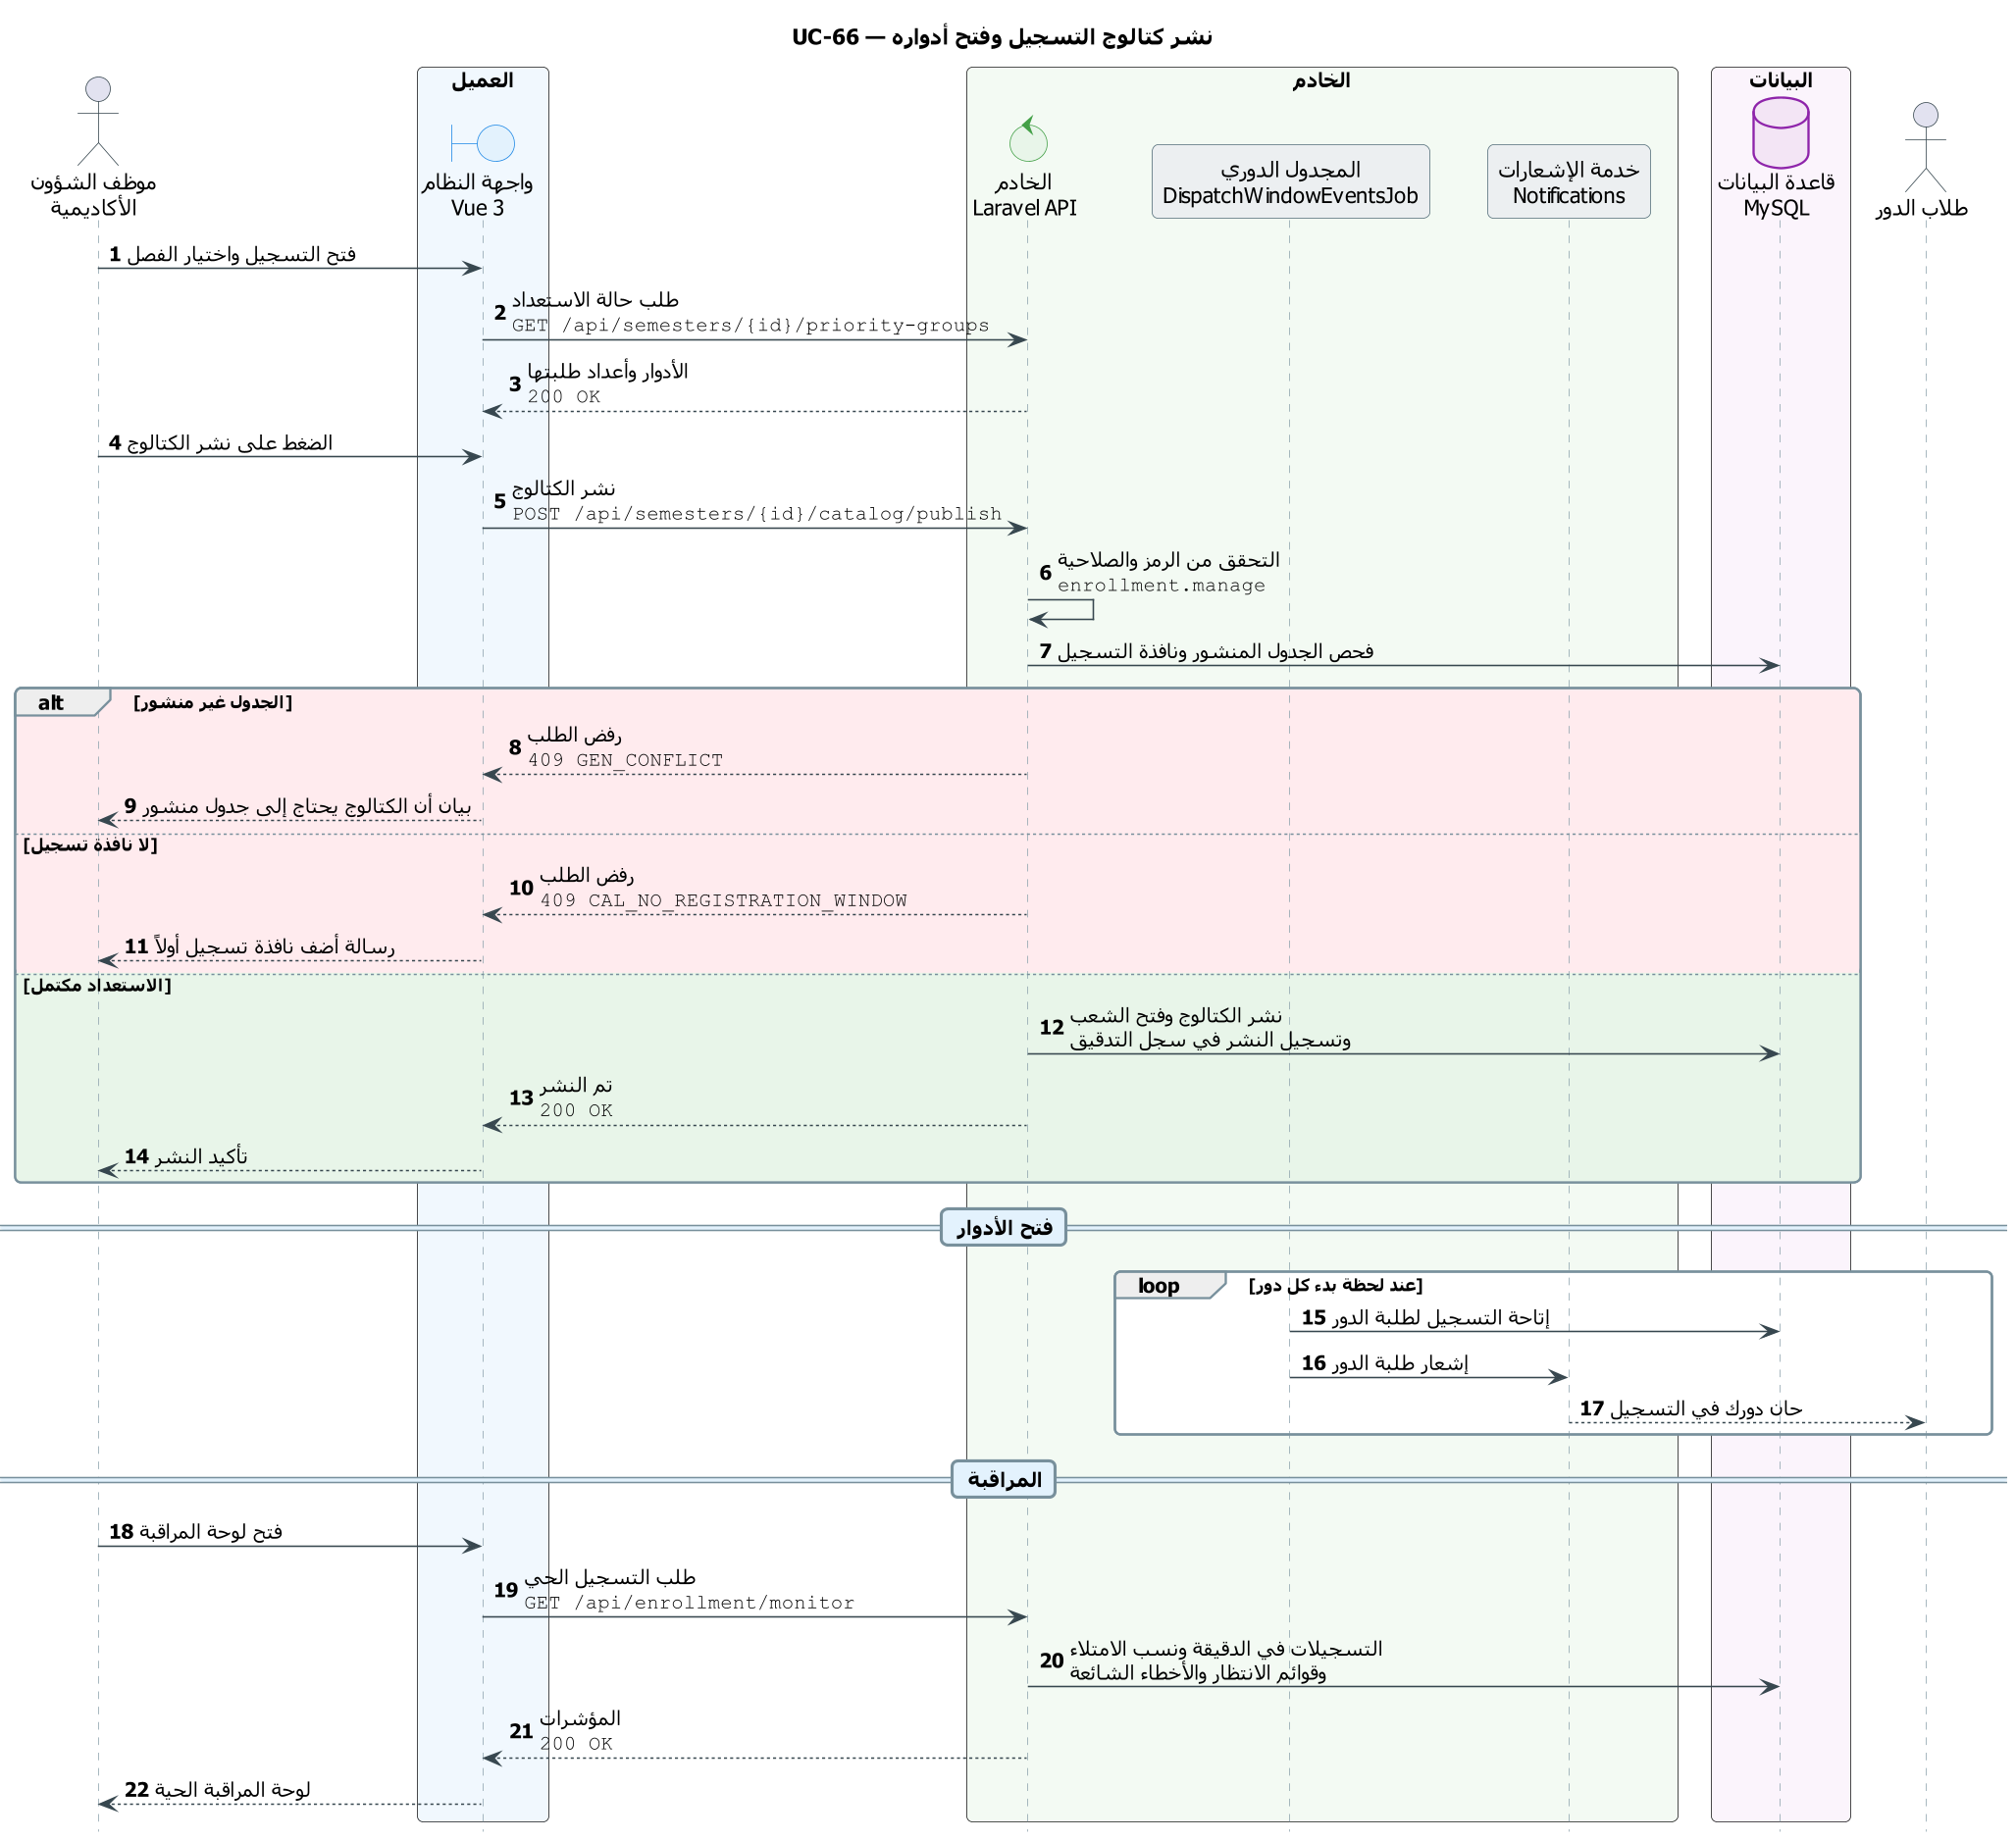 UC-66 — نشر كتالوج التسجيل وفتح أدواره
العميل
الخادم
البيانات
موظف الشؤون
الأكاديمية
واجهة النظام
Vue 3
الخادم
Laravel API
المجدول الدوري
DispatchWindowEventsJob
خدمة الإشعارات
Notifications
قاعدة البيانات
MySQL
طلاب الدور
1 فتح التسجيل واختيار الفصل
2 طلب حالة الاستعداد
GET /api/semesters/{id}/priority-groups
3 الأدوار وأعداد طلبتها
200 OK
4 الضغط على نشر الكتالوج
5 نشر الكتالوج
POST /api/semesters/{id}/catalog/publish
6 التحقق من الرمز والصلاحية
enrollment.manage
7 فحص الجدول المنشور ونافذة التسجيل
alt [الجدول غير منشور]
8 رفض الطلب
409 GEN_CONFLICT
9 بيان أن الكتالوج يحتاج إلى جدول منشور
[لا نافذة تسجيل]
10 رفض الطلب
409 CAL_NO_REGISTRATION_WINDOW
11 رسالة أضف نافذة تسجيل أولاً
[الاستعداد مكتمل]
12 نشر الكتالوج وفتح الشعب
وتسجيل النشر في سجل التدقيق
13 تم النشر
200 OK
14 تأكيد النشر
فتح الأدوار
loop [عند لحظة بدء كل دور]
15 إتاحة التسجيل لطلبة الدور
16 إشعار طلبة الدور
17 حان دورك في التسجيل
المراقبة
18 فتح لوحة المراقبة
19 طلب التسجيل الحي
GET /api/enrollment/monitor
20 التسجيلات في الدقيقة ونسب الامتلاء
وقوائم الانتظار والأخطاء الشائعة
21 المؤشرات
200 OK
22 لوحة المراقبة الحية